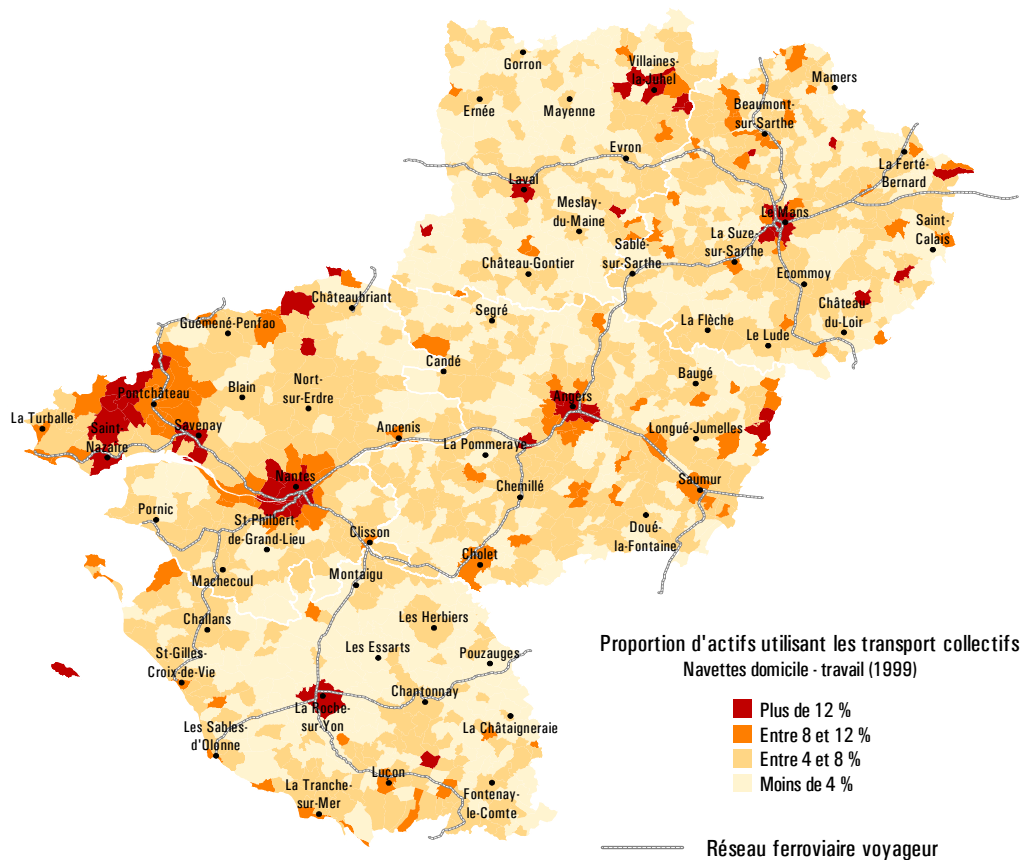 Gorron
Villaines-
la-Juhel
Mamers
Ernée
Mayenne
Beaumont-
sur-Sarthe
Evron
La Ferté-
Bernard
Laval
Meslay-
du-Maine
Le Mans
La Suze-
sur-Sarthe
Saint-
Calais
Sablé-
sur-Sarthe
Château-Gontier
Ecommoy
Châteaubriant
Château
du-Loir
Guémené-Penfao
Segré
La Flèche
Le Lude
Candé
Baugé
Pontchâteau
Blain
Nort-
sur-Erdre
Angers
La Turballe
Savenay
Ancenis
Longué-Jumelles
Saint-
Nazaire
La Pommeraye
Nantes
Chemillé
Saumur
Pornic
St-Philbert-
de-Grand-Lieu
Clisson
Doué-
la-Fontaine
Cholet
Machecoul
Montaigu
Challans
Les Herbiers
St-Gilles-
Croix-de-Vie
Les Essarts
Pouzauges
Chantonnay
La Roche-
sur-Yon
Les Sables-
d'Olonne
La Châtaigneraie
Luçon
La Tranche-
sur-Mer
Fontenay-
le-Comte
Proportion d'actifs utilisant les transport collectifs
Navettes domicile - travail (1999)
Plus de 12 %
Entre 8 et 12 %
Entre 4 et 8 %
Moins de 4 %
Réseau ferroviaire voyageur